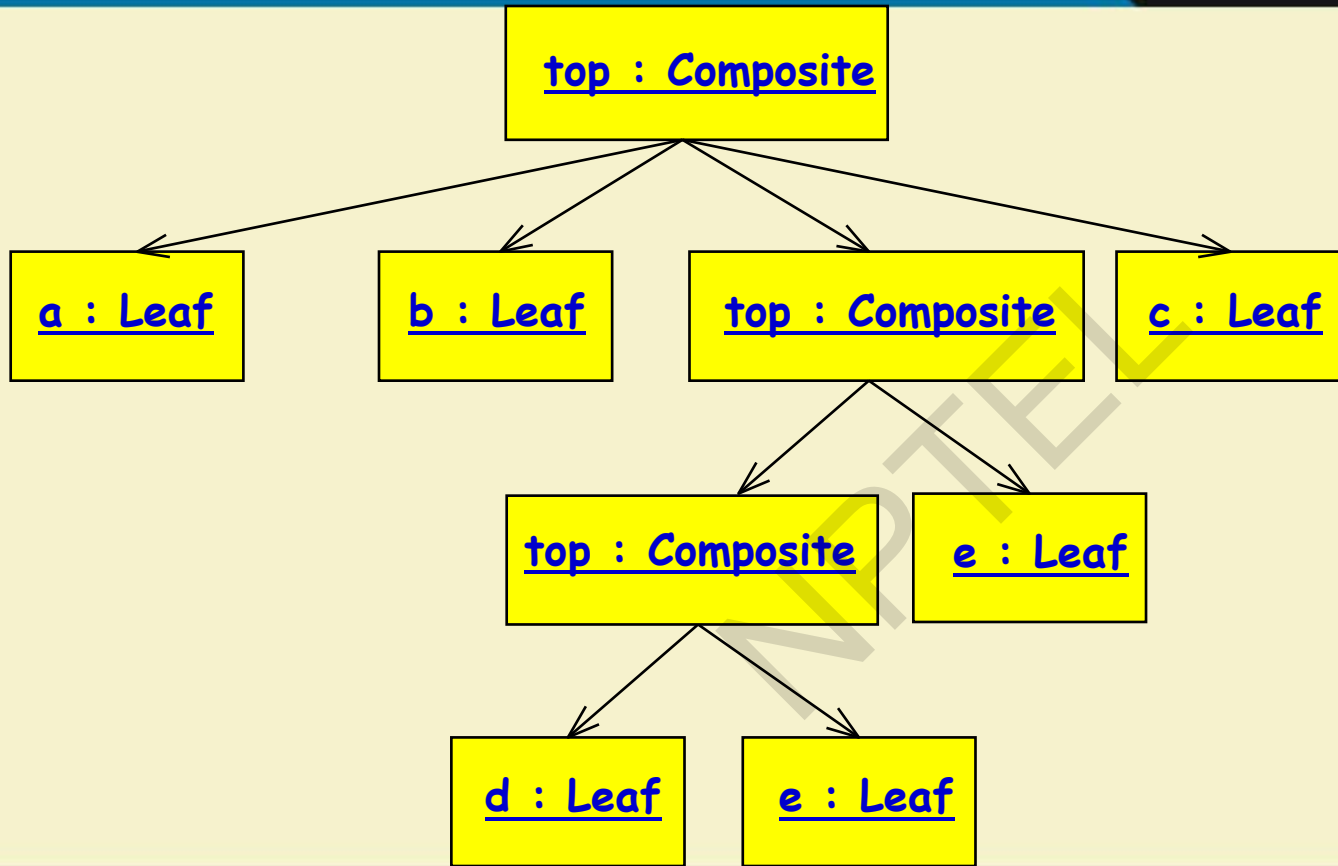 top : Composite
a : Leaf
b : Leaf
top : Composite
c : Leaf
top : Composite
e : Leaf
d : Leaf
e : Leaf
NPTEL